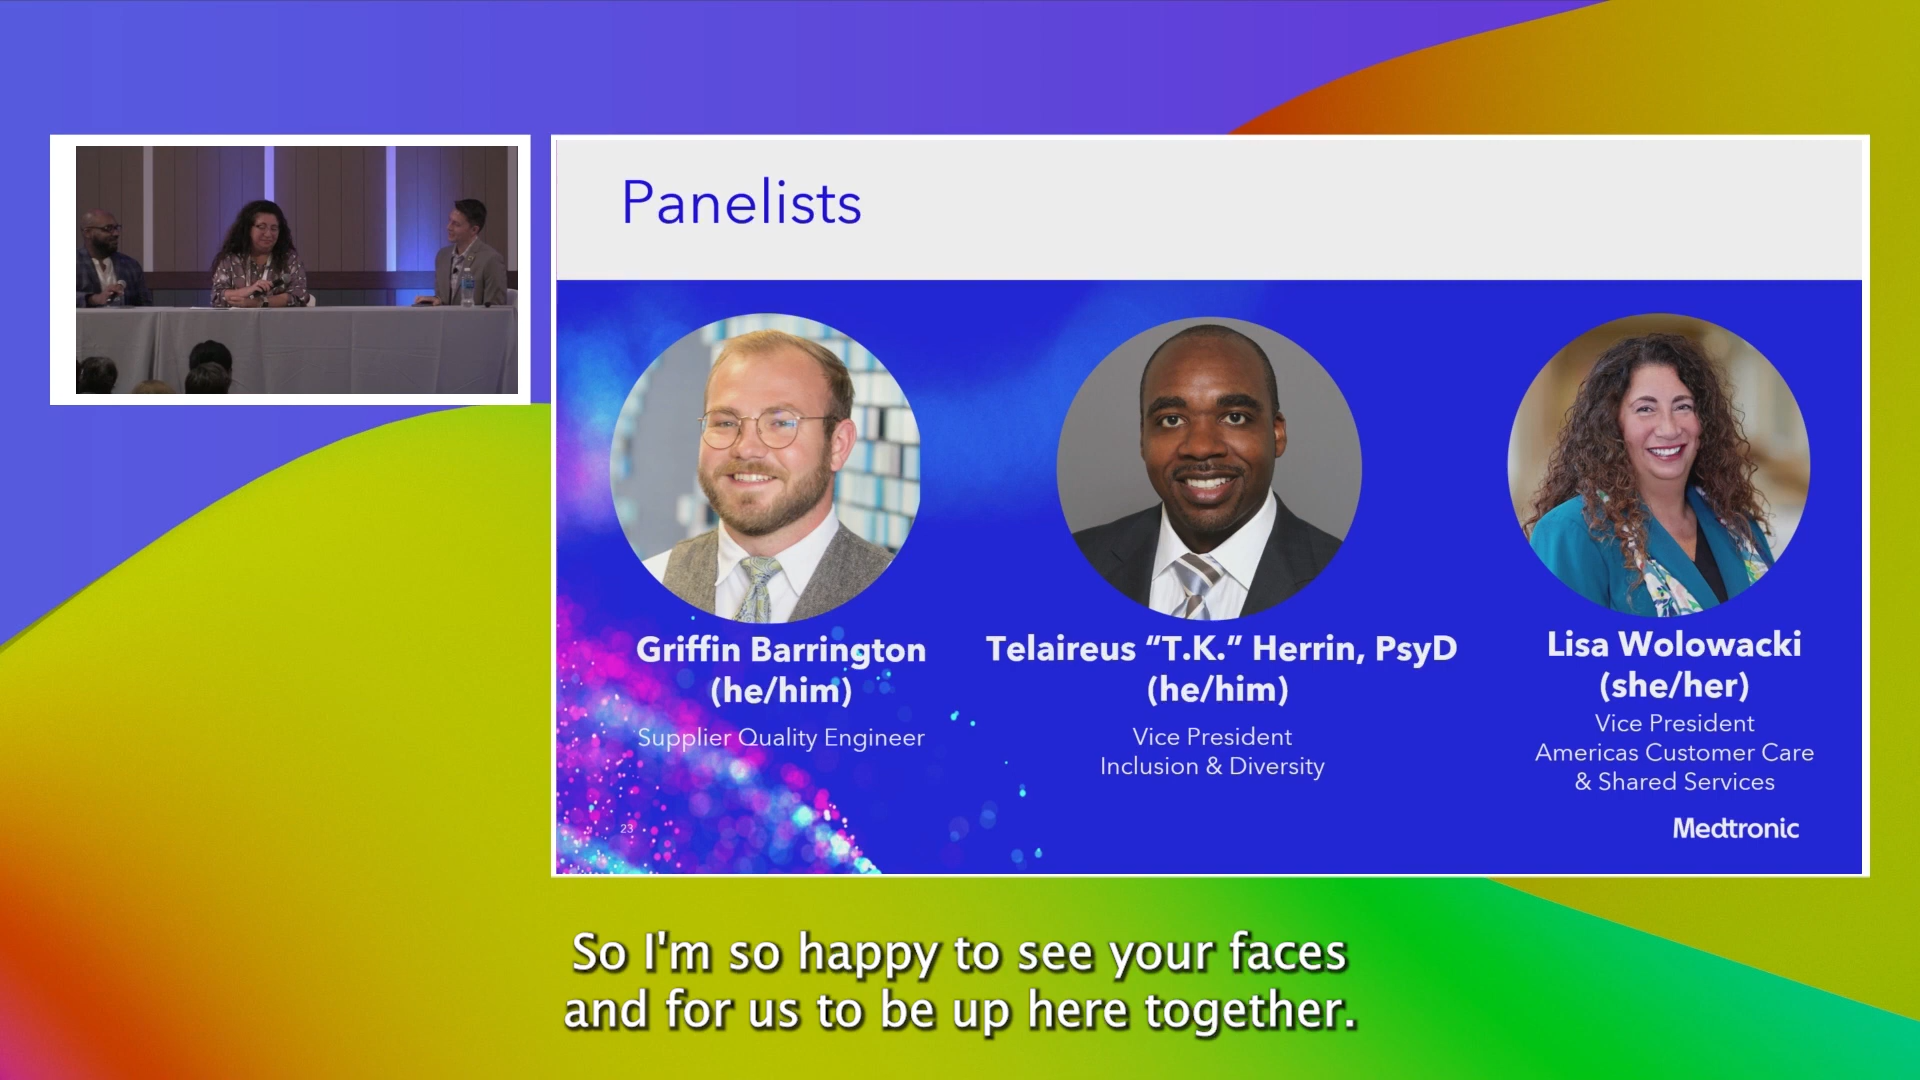 Panelists
Griffin Barrington
(he/him)
Supplier Quality Engineer
Telaireus “T.K.” Herrin, PsyD
(he/him)
Vice President
Inclusion & Diversity
Lisa Wolowacki
(she/her)
Vice President
Americas Customer Care
& Shared Services
23
Medtronic
So I'm so happy to see your faces
and for us to be up here together.